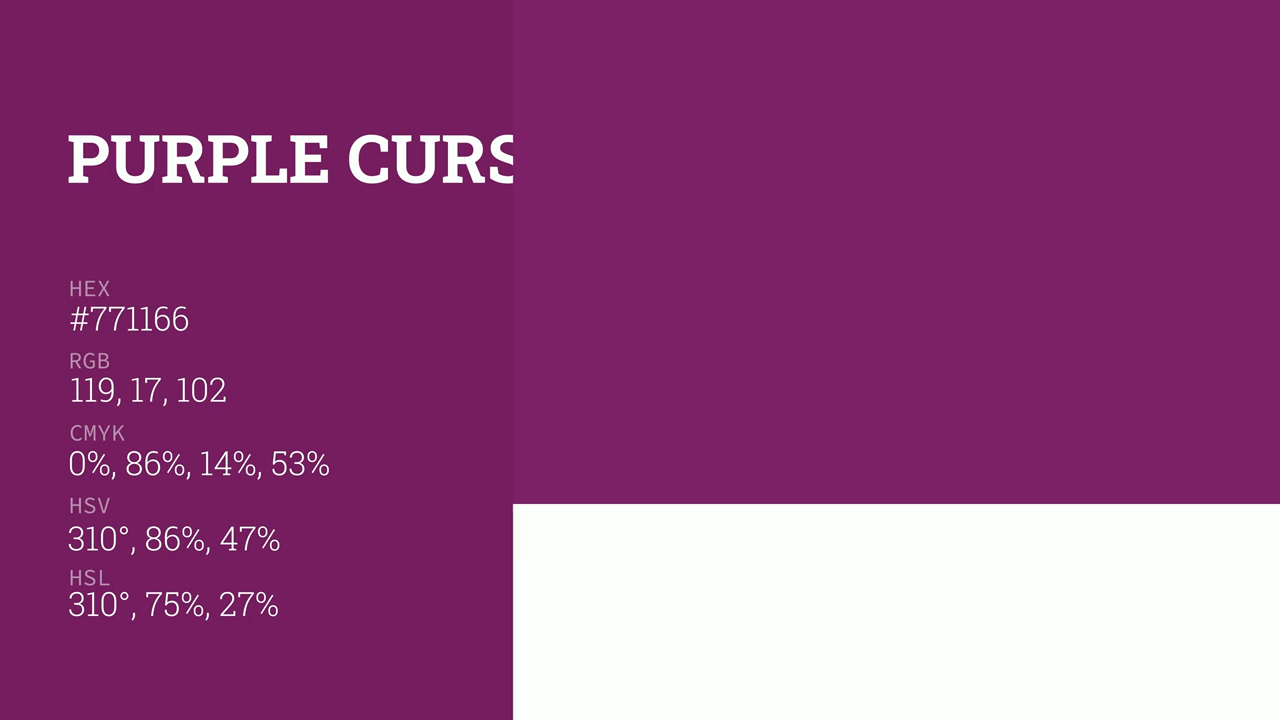 PURPLE CURS
HEX
#771166
RGB
119, 17, 102
CMYK
0%, 86%, 14%, 53%
HSV
310°, 86%, 47%
HSL
310°, 75%, 27%